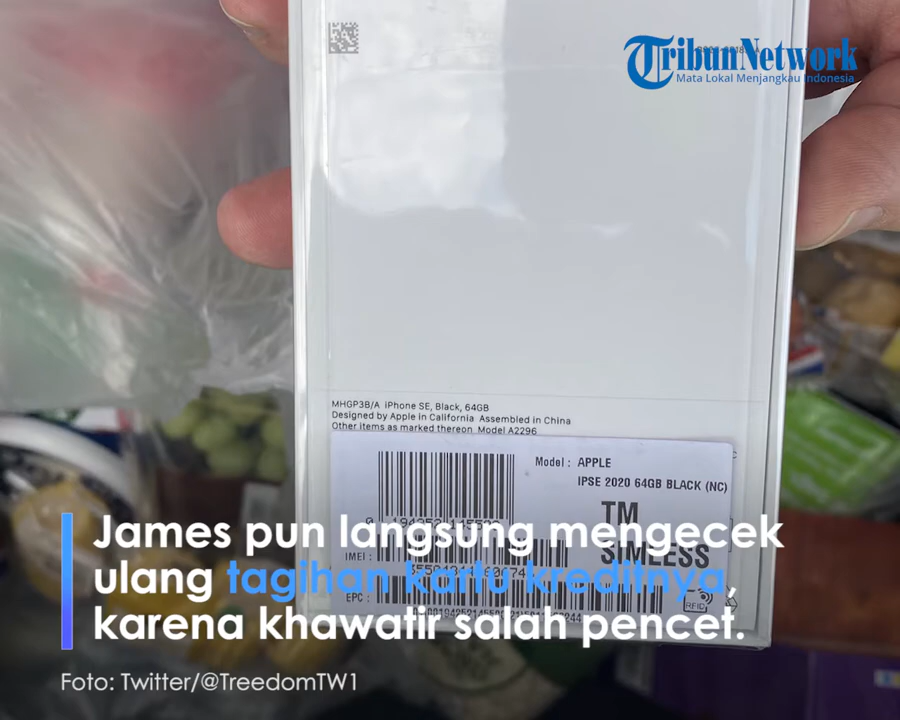 TribunNetwork
Mata Lokal Menjangkau Indonesia
MHGP3B/A iPhone SE, Black, 64GB
Designed by Apple in California Assembled in China
Other items as marked thereon Model A2296
Model : APPLE
IPSE 2020 64GB BLACK (NC)
TM
SIMLESS
IMEI :
EPC :
RFID
James pun langsung mengecek
ulang tagihan kartu kreditnya,
karena khawatir salah pencet.
Foto: Twitter/@TreedomTW1